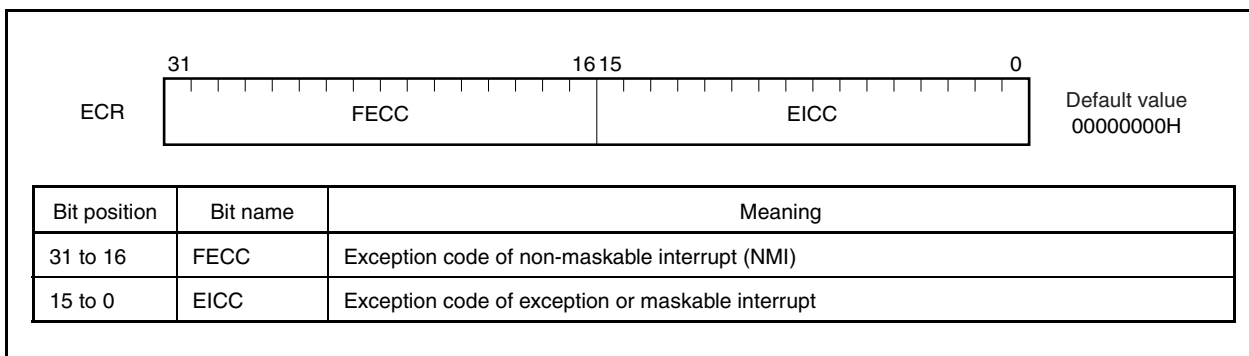 31 16 15 0
ECR FECC EICC Default value
00000000H
Bit position Bit name Meaning
31 to 16 FECC Exception code of non-maskable interrupt (NMI)
15 to 0 EICC Exception code of exception or maskable interrupt